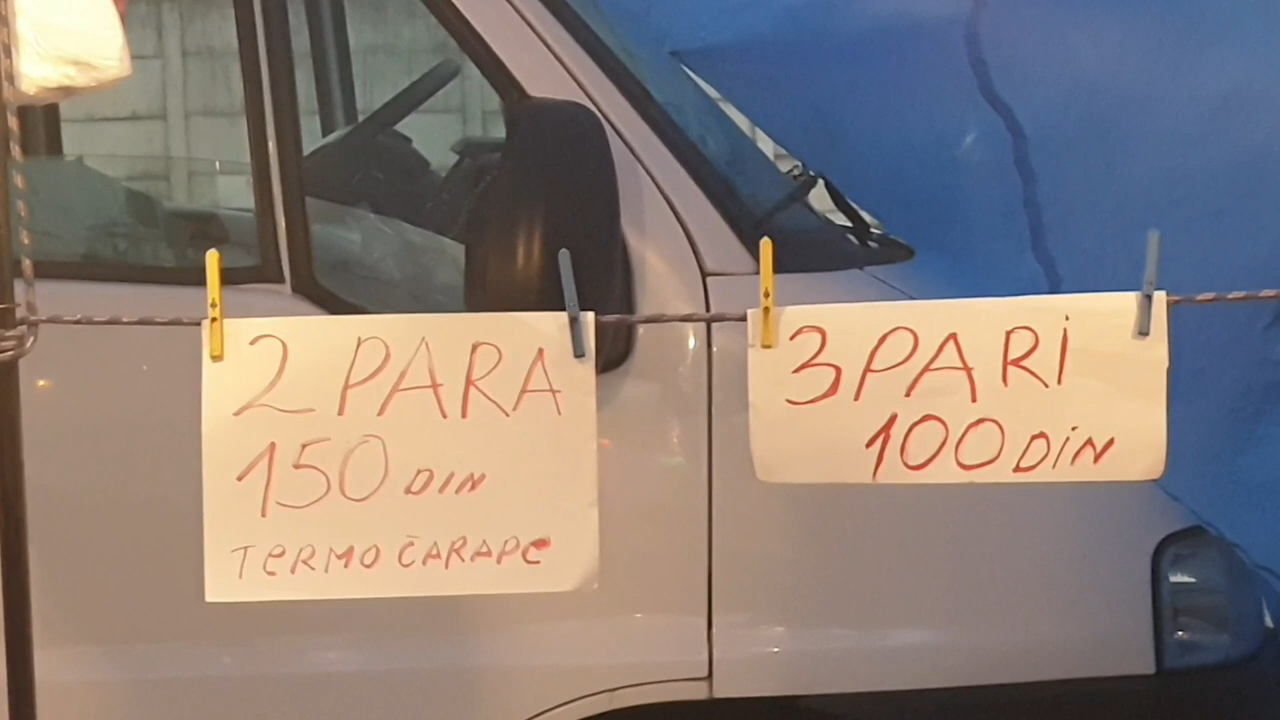 2 PARA
150 DIN
TERMO ČARAPE
3 PARI
100 DIN